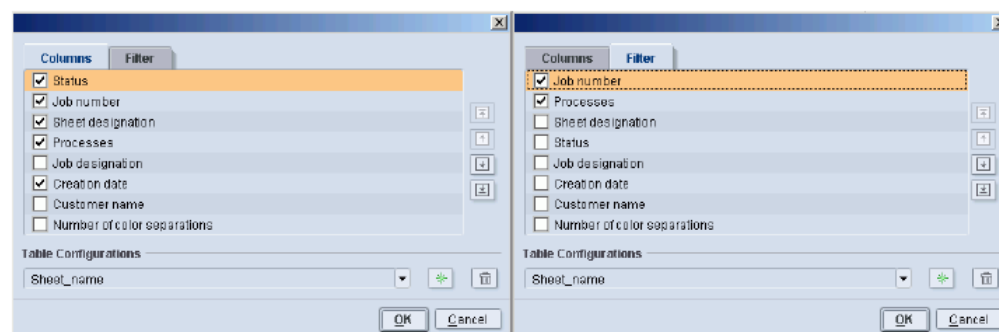 Columns Filter
Status
Job number
Sheet designation
Processes
Job designation
Creation date
Customer name
Number of color separations
Table Configurations
Sheet_name
OK Cancel
Columns Filter
Job number
Processes
Sheet designation
Status
Job designation
Creation date
Customer name
Number of color separations
Table Configurations
Sheet_name
OK Cancel